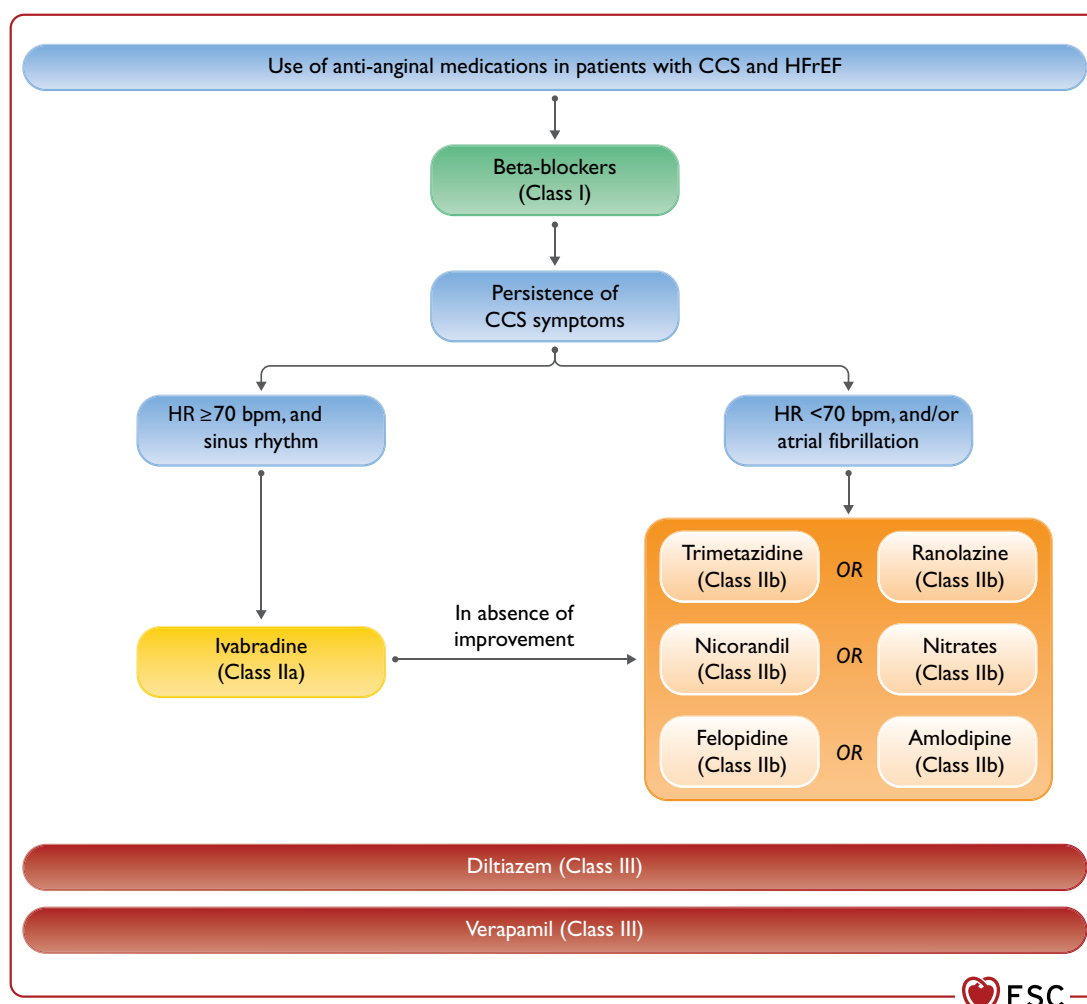 Use of anti-anginal medications in patients with CCS and HFrEF
Beta-blockers
(Class I)
Persistence of
CCS symptoms
HR ≥70 bpm, and
sinus rhythm
HR <70 bpm, and/or
atrial fibrillation
Trimetazidine
(Class IIb)
OR
Ranolazine
(Class IIb)
In absence of
improvement
Ivabradine
(Class IIa)
Nicorandil
(Class IIb)
OR
Nitrates
(Class IIb)
Felopidine
(Class IIb)
OR
Amlodipine
(Class IIb)
Diltiazem (Class III)
Verapamil (Class III)
ESC